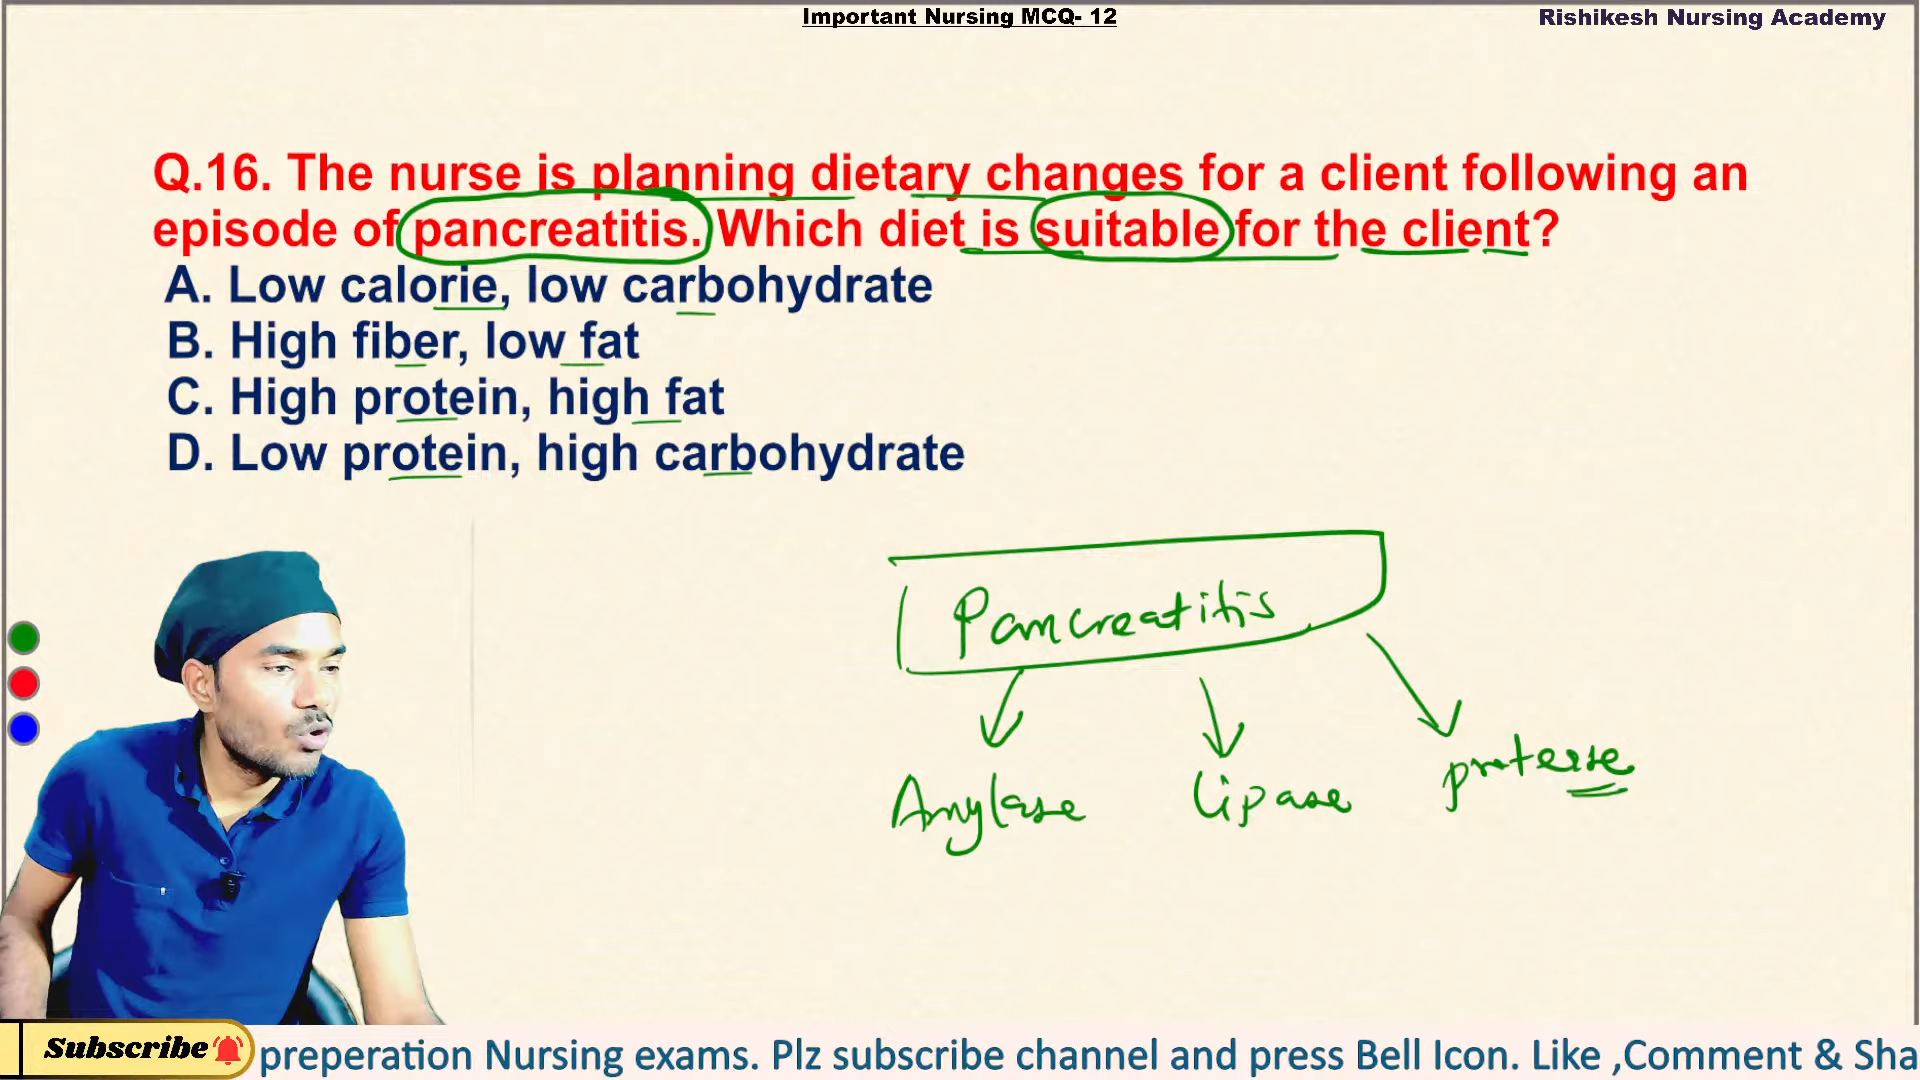 Important Nursing MCQ- 12
Rishikesh Nursing Academy
Q.16. The nurse is planning dietary changes for a client following an
episode of pancreatitis. Which diet is suitable for the client?
A. Low calorie, low carbohydrate
B. High fiber, low fat
C. High protein, high fat
D. Low protein, high carbohydrate
Pancreatitis
Amylase
Lipase
Subscribe
preperation Nursing exams. Plz subscribe channel and press Bell Icon. Like ,Comment & Sha